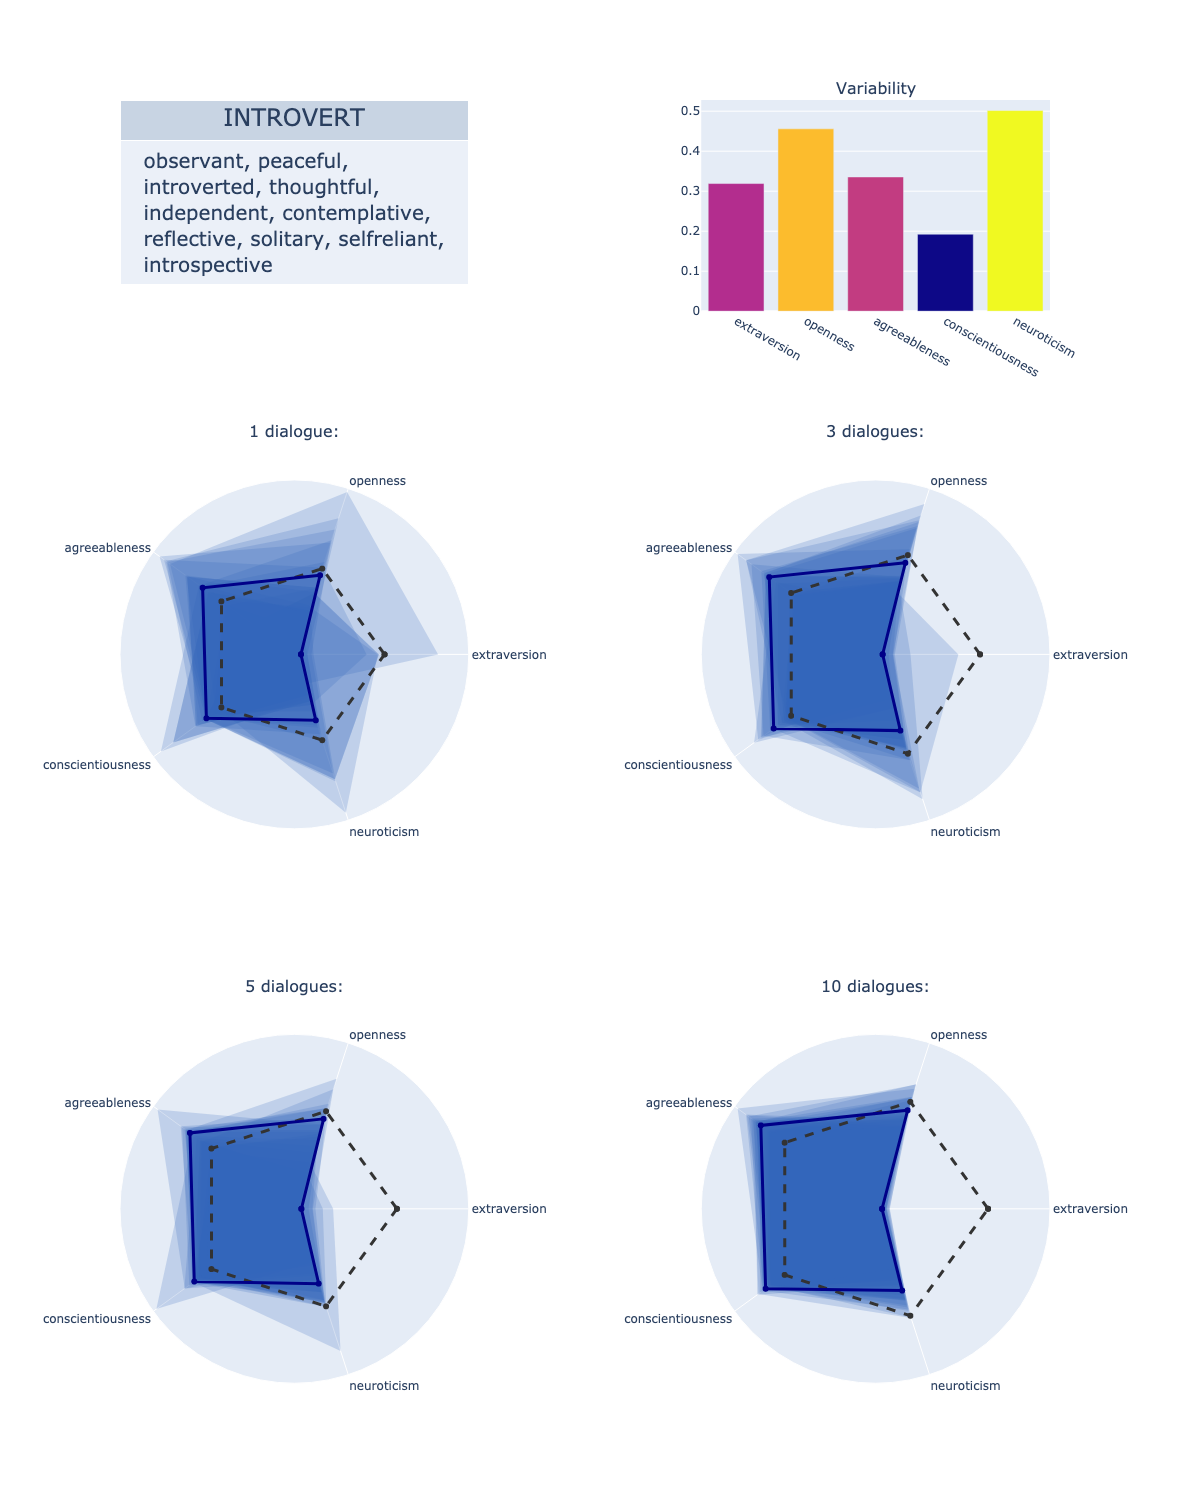 INTROVERT
observant, peaceful,
introverted, thoughtful,
independent, contemplative,
reflective, solitary, selfreliant,
introspective
Variability
0.5
0.4
0.3
0.2
0.1
0
extraversion
openness
agreeableness
conscientiousness
neuroticism
1 dialogue:
openness
agreeableness
extraversion
conscientiousness
neuroticism
3 dialogues:
openness
agreeableness
extraversion
conscientiousness
neuroticism
5 dialogues:
openness
agreeableness
extraversion
conscientiousness
neuroticism
10 dialogues:
openness
agreeableness
extraversion
conscientiousness
neuroticism